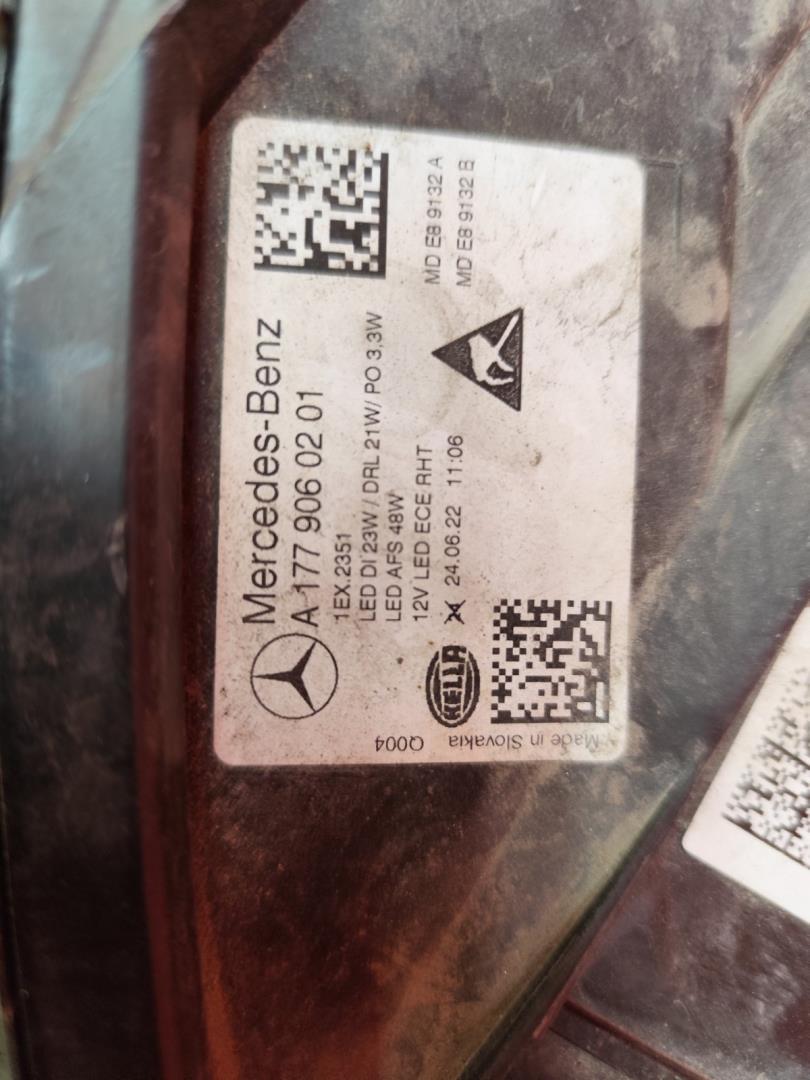 Mercedes-Benz
A 177 906 02 01
1EX.2351
LED DI 23W / DRL 21W/ PO 3,3W
LED AFS 48W
12V LED ECE RHT
24.06.22 11:06
HELLA
MD E8 9132 A
MD E8 9132 B
Q004
Made in Slovakia